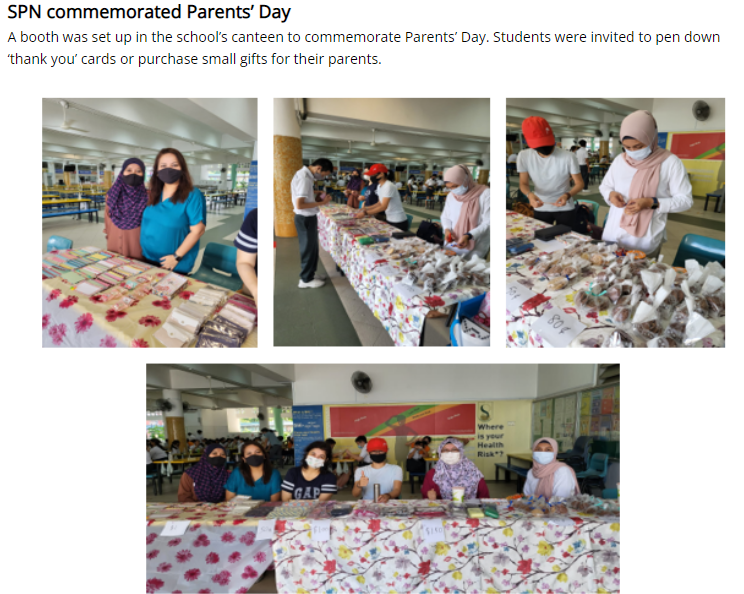 SPN commemorated Parents’ Day
A booth was set up in the school’s canteen to commemorate Parents’ Day. Students were invited to pen down
‘thank you’ cards or purchase small gifts for their parents.
80¢
Where
is your
Health
Risk*?
GAP